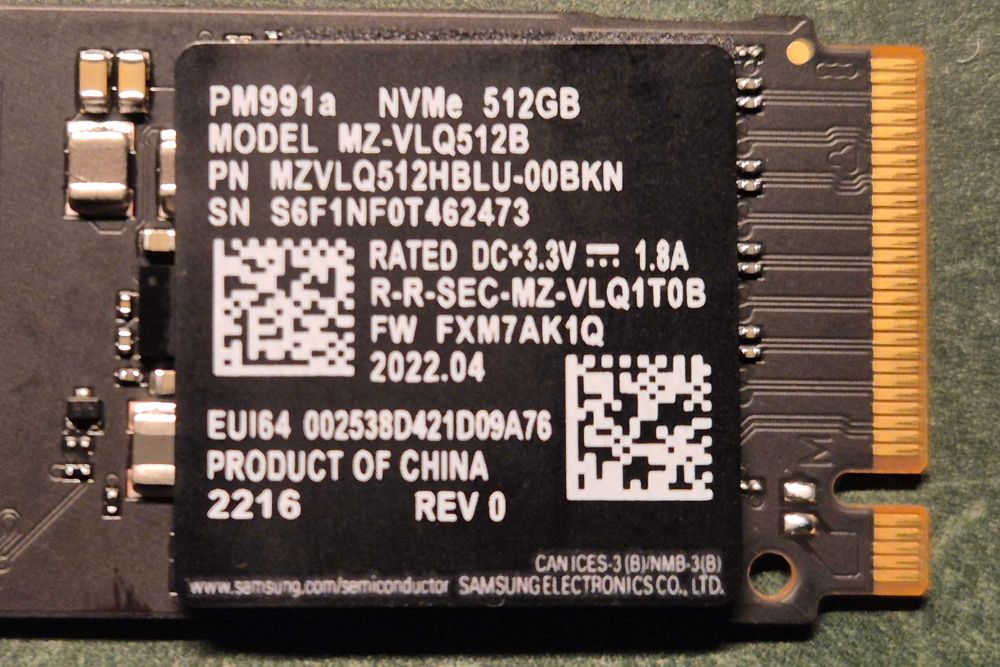 PM991a NVMe 512GB
MODEL MZ-VLQ512B
PN MZVLQ512HBLU-00BKN
SN S6F1NF0T462473
RATED DC+3.3V ⎓ 1.8A
R-R-SEC-MZ-VLQ1T0B
FW FXM7AK1Q
2022.04
EUI64 002538D421D09A76
PRODUCT OF CHINA
2216 REV 0
CAN ICES-3 (B)/NMB-3(B)
www.samsung.com/semiconductor SAMSUNG ELECTRONICS CO., LTD.
M